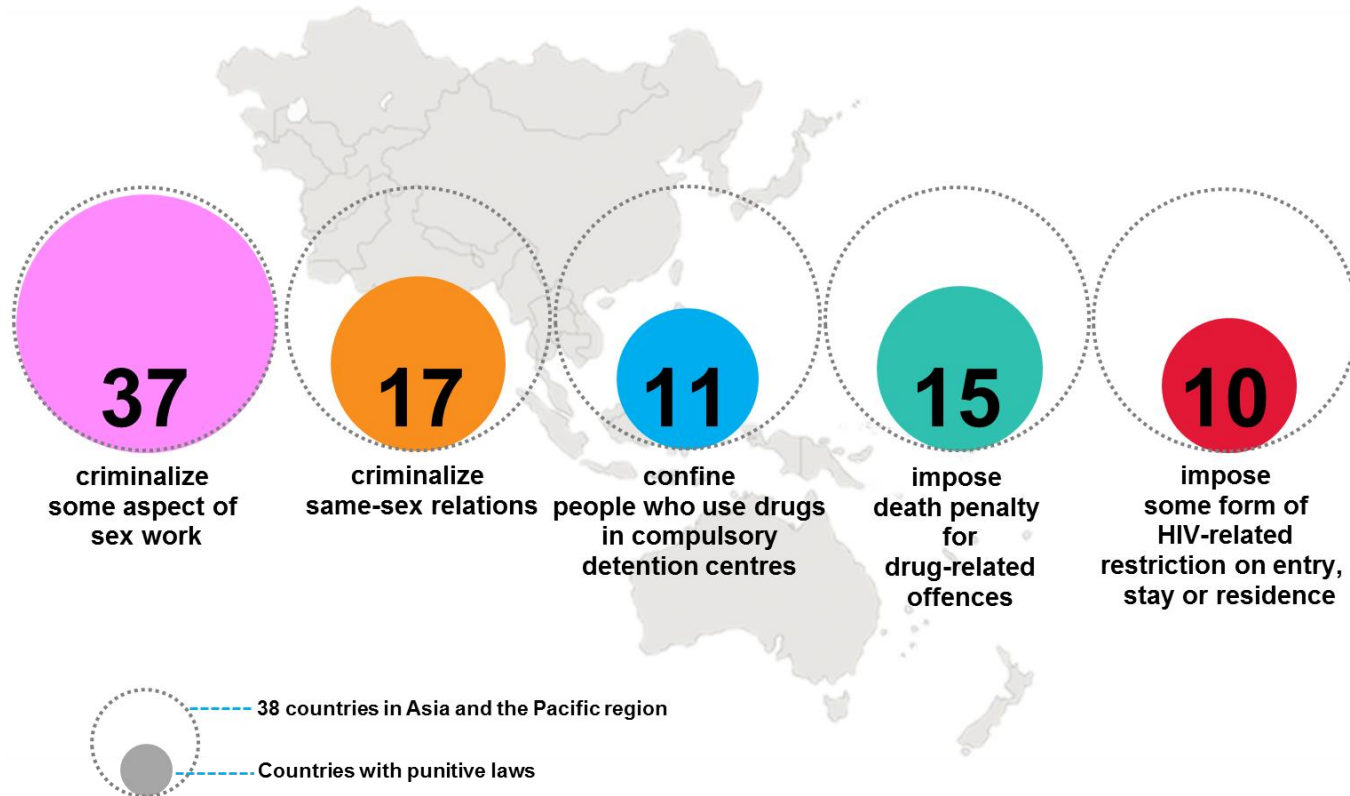 37
criminalize
some aspect of
sex work
17
criminalize
same-sex relations
11
confine
people who use drugs
in compulsory
detention centres
15
impose
death penalty
for
drug-related
offences
10
impose
some form of
HIV-related
restriction on entry,
stay or residence
38 countries in Asia and the Pacific region
Countries with punitive laws